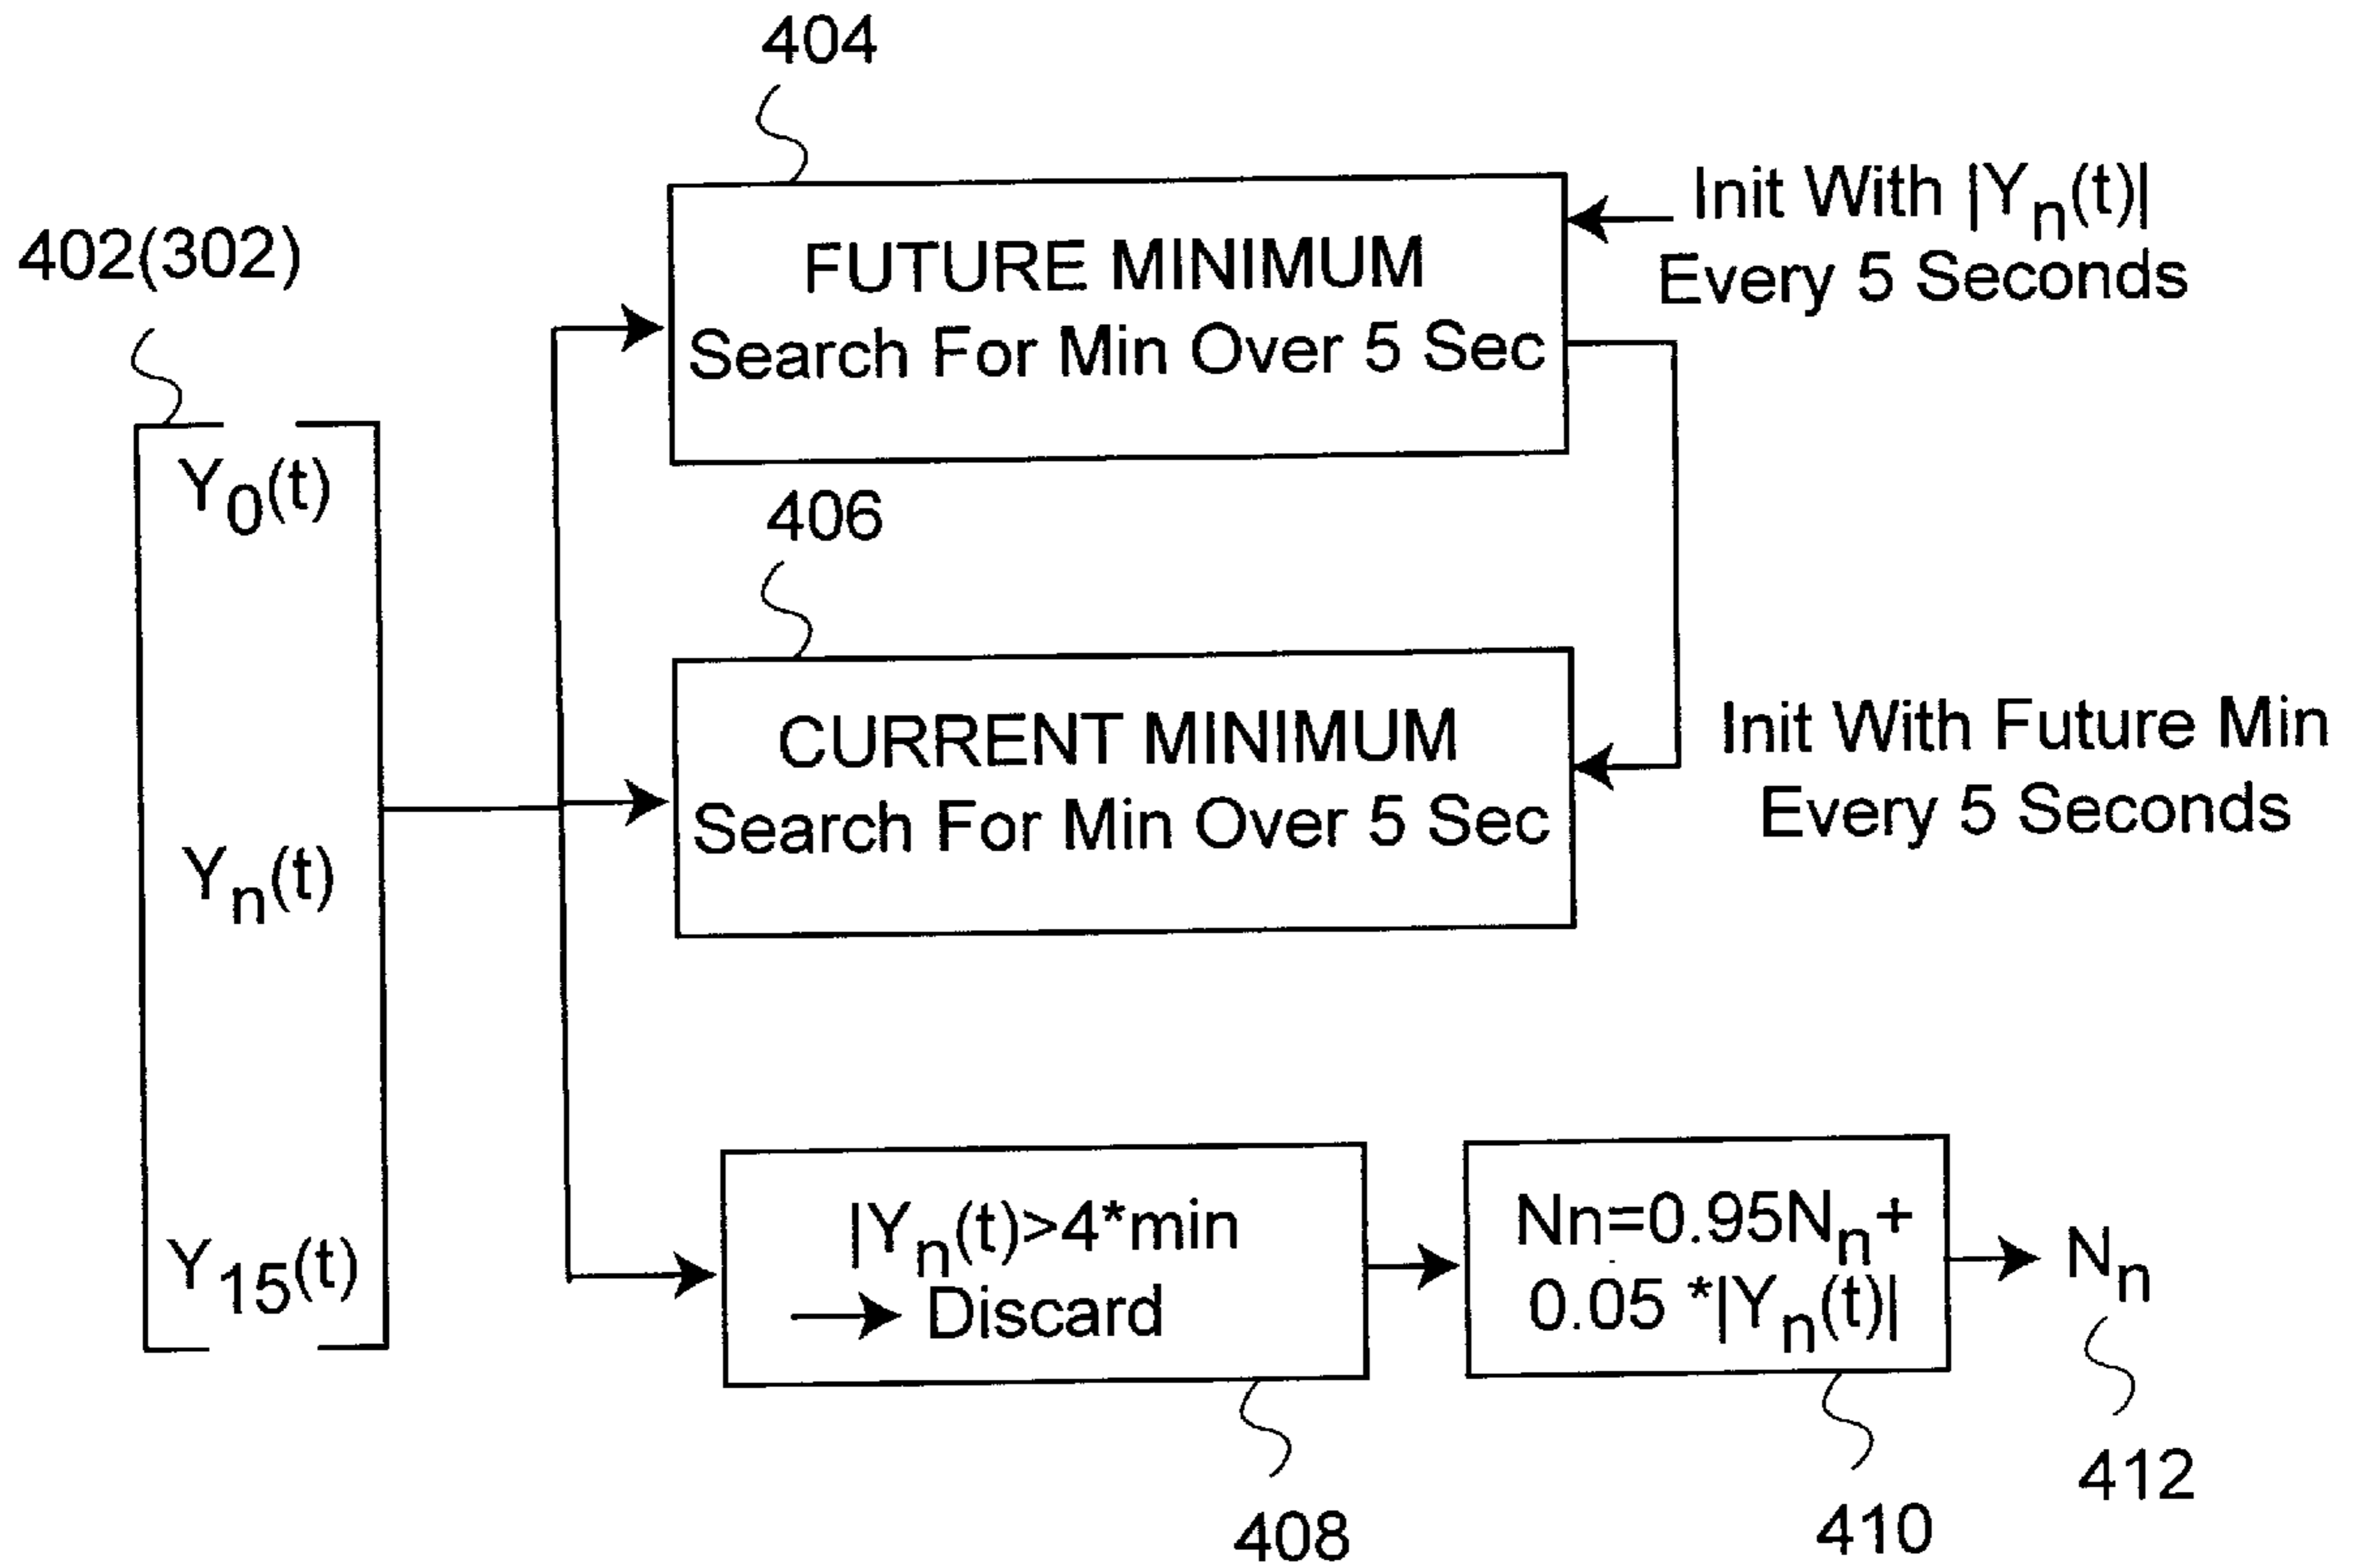 404
402(302)
Init With |Yn(t)|
Every 5 Seconds
FUTURE MINIMUM
Search For Min Over 5 Sec
Y0(t)
406
CURRENT MINIMUM
Search For Min Over 5 Sec
Init With Future Min
Every 5 Seconds
Yn(t)
Y15(t)
|Yn(t)>4*min
Discard
Nn=0.95Nn+
0.05 *|Yn(t)|
Nn
408
410
412